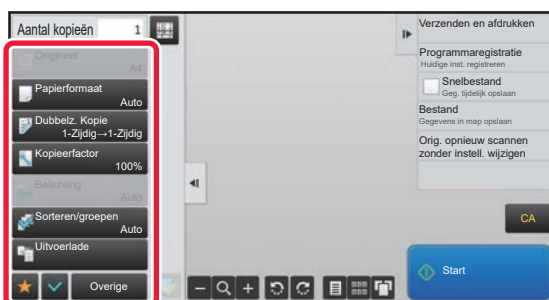 Aantal kopieën 1
Origineel
A4
Papierformaat
Auto
Dubbelz. Kopie
1-Zijdig→1-Zijdig
Kopieerfactor
100%
Belichting
Auto
Sorteren/groepen
Auto
Uitvoerlade
Overige
Verzenden en afdrukken
Programmaregistratie
Huidige inst. registreren
Snelbestand
Geg. tijdelijk opslaan
Bestand
Gegevens in map opslaan
Orig. opnieuw scannen
zonder instell. wijzigen
CA
Start